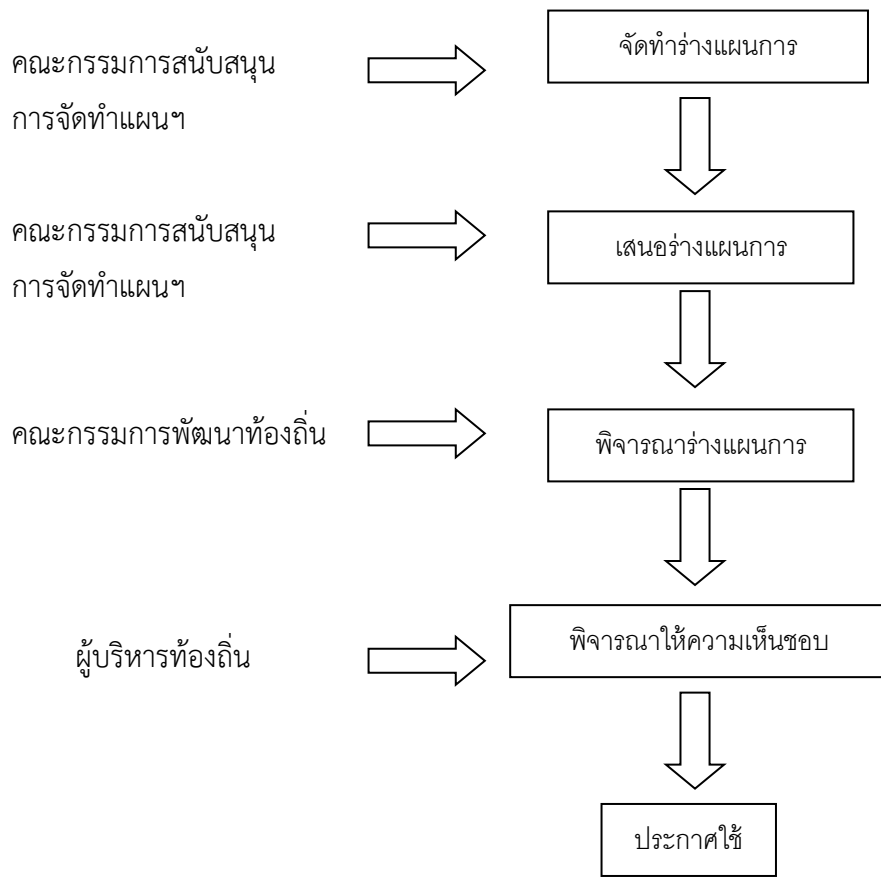 คณะกรรมการสนับสนุน
การจัดทำแผนฯ
จัดทำร่างแผนการ
คณะกรรมการสนับสนุน
การจัดทำแผนฯ
เสนอร่างแผนการ
คณะกรรมการพัฒนาท้องถิ่น
พิจารณาร่างแผนการ
ผู้บริหารท้องถิ่น
พิจารณาให้ความเห็นชอบ
ประกาศใช้